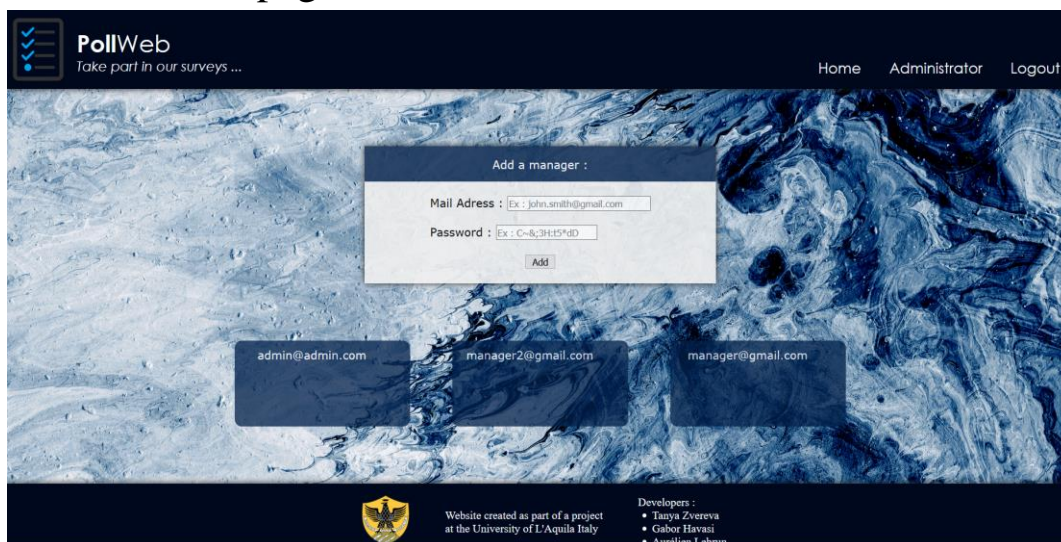 PollWeb
Take part in our surveys ...
Home Administrator Logout
Add a manager :
Mail Adress : Ex : john.smith@gmail.com
Password : Ex : C~&;3H:t5*dD
Add
admin@admin.com manager2@gmail.com manager@gmail.com
Website created as part of a project
at the University of L'Aquila Italy
Developers :
• Tanya Zvereva
• Gabor Havasi